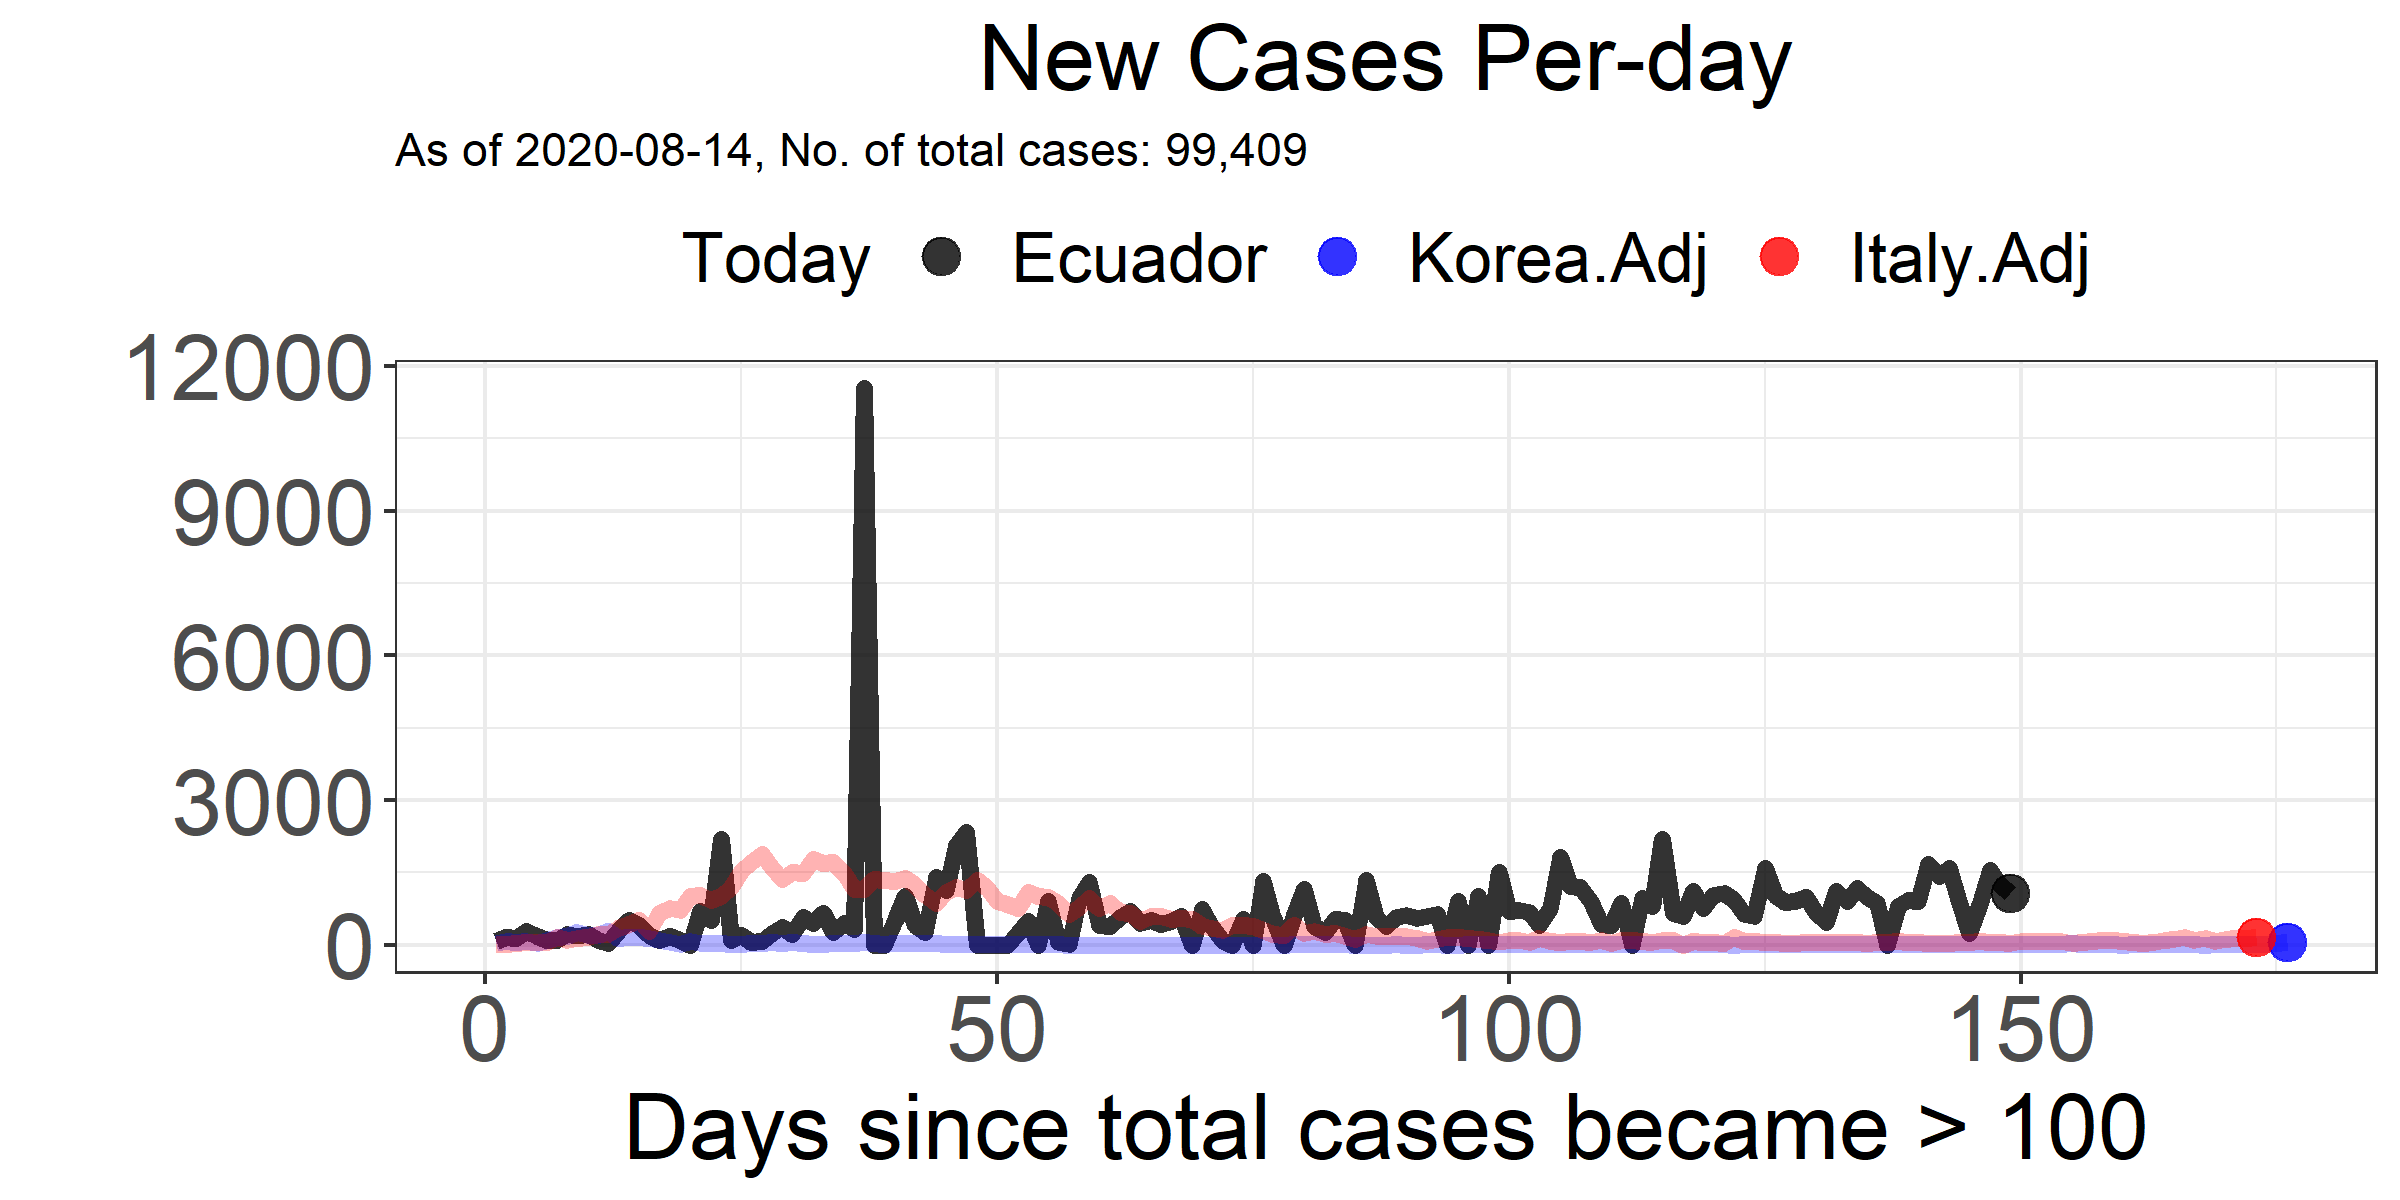 New Cases Per-day
As of 2020-08-14, No. of total cases: 99,409
Today Ecuador Korea.Adj Italy.Adj
12000
9000
6000
3000
0
0 50 100 150
Days since total cases became > 100